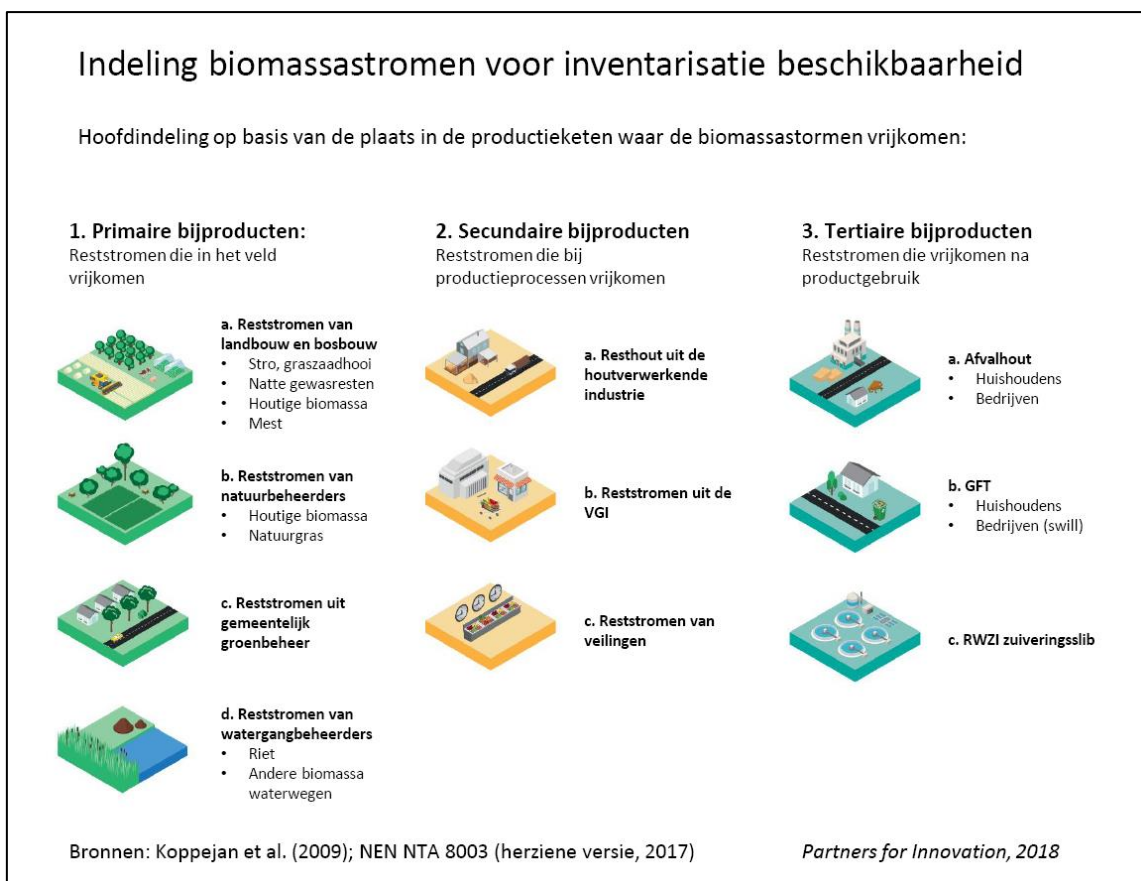 Indeling biomassastromen voor inventarisatie beschikbaarheid
Hoofdindeling op basis van de plaats in de productieketen waar de biomassastormen vrijkomen:
1. Primaire bijproducten:
Reststromen die in het veld
vrijkomen
a. Reststromen van
landbouw en bosbouw
• Stro, graszaadhooi
• Natte gewasresten
• Houtige biomassa
• Mest
b. Reststromen van
natuurbeheerders
• Houtige biomassa
• Natuurgras
c. Reststromen uit
gemeentelijk
groenbeheer
d. Reststromen van
watergangbeheerders
• Riet
• Andere biomassa
waterwegen
2. Secundaire bijproducten
Reststromen die bij
productieprocessen vrijkomen
a. Resthout uit de
houtverwerkende
industrie
b. Reststromen uit de
VGI
c. Reststromen van
veilingen
3. Tertiaire bijproducten
Reststromen die vrijkomen na
productgebruik
a. Afvalhout
• Huishoudens
• Bedrijven
b. GFT
• Huishoudens
• Bedrijven (swill)
c. RWZI zuiveringsslib
Bronnen: Koppejan et al. (2009); NEN NTA 8003 (herziene versie, 2017)
Partners for Innovation, 2018